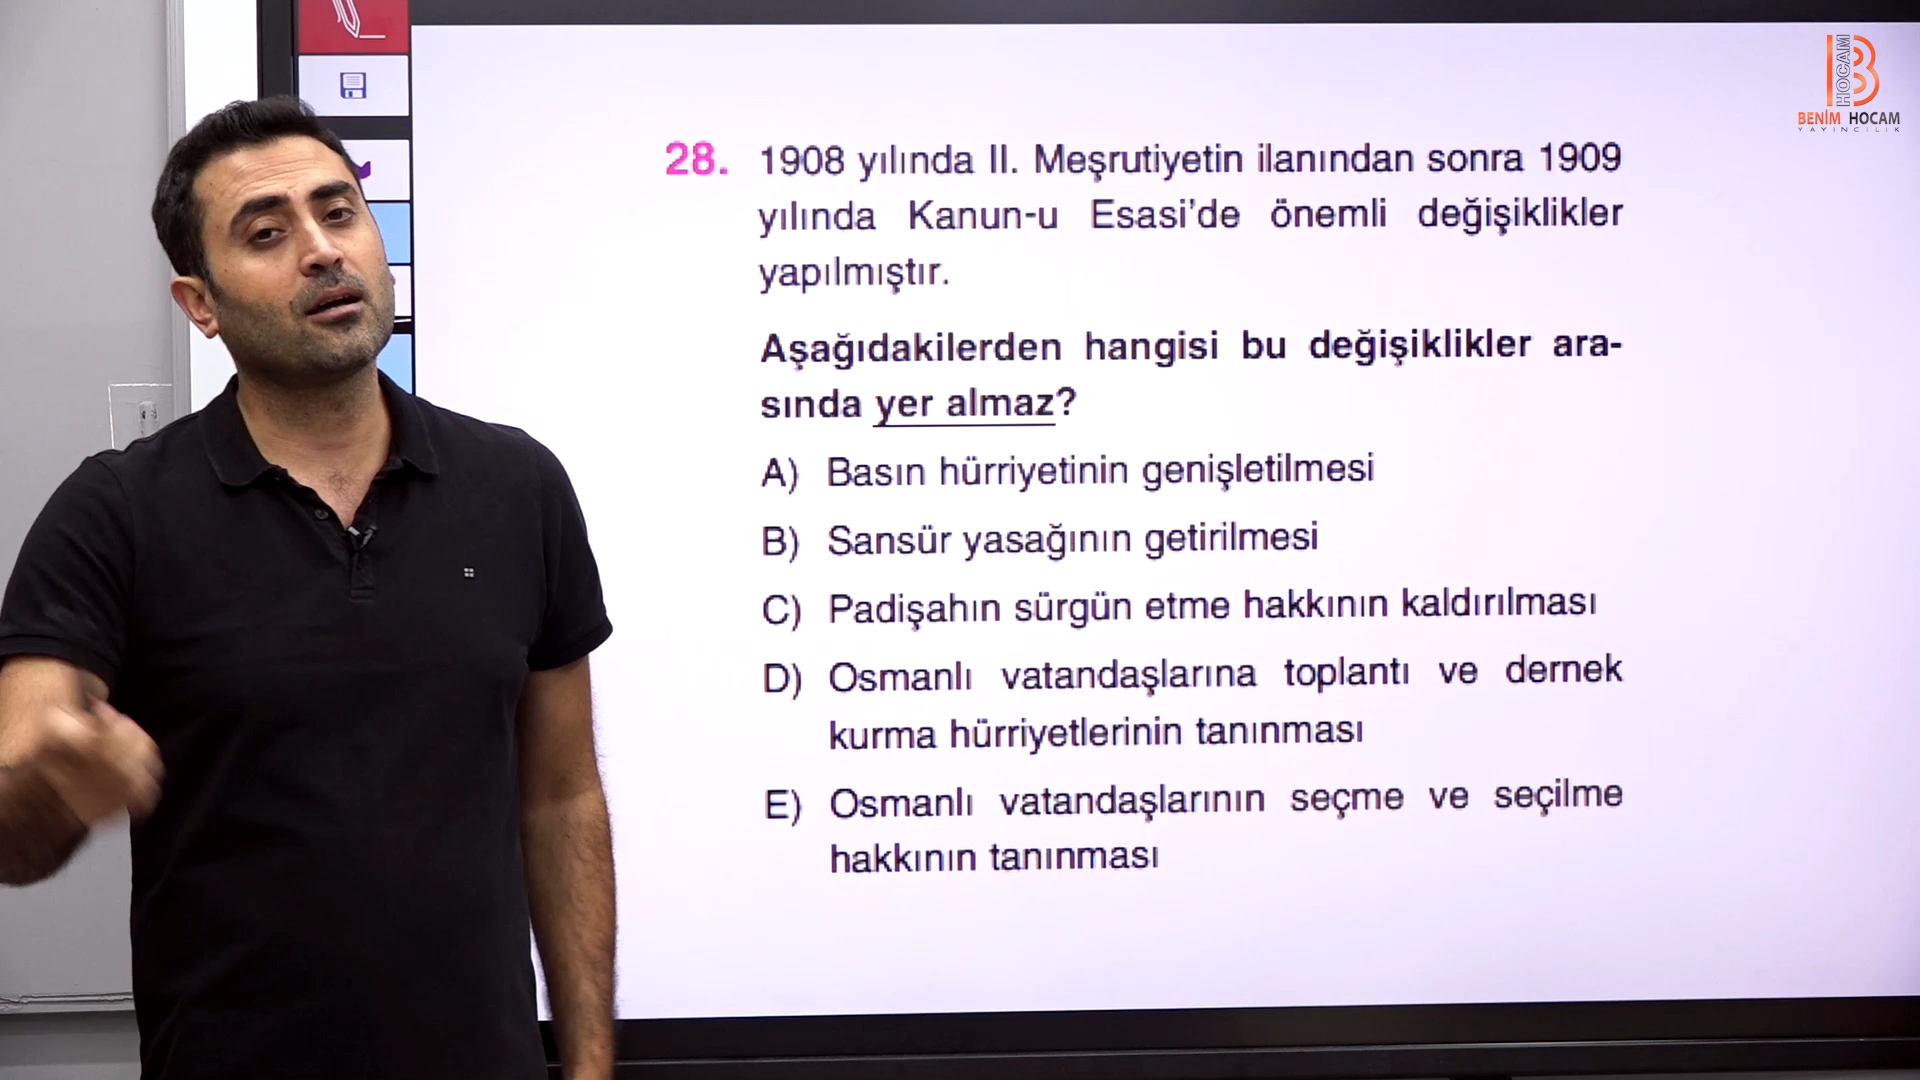 HOCAM
BENİM HOCAM
YAYINCILIK
28. 1908 yılında II. Meşrutiyetin ilanından sonra 1909
yılında Kanun-u Esasi’de önemli değişiklikler
yapılmıştır.
Aşağıdakilerden hangisi bu değişiklikler ara-
sında yer almaz?
A) Basın hürriyetinin genişletilmesi
B) Sansür yasağının getirilmesi
C) Padişahın sürgün etme hakkının kaldırılması
D) Osmanlı vatandaşlarına toplantı ve dernek
kurma hürriyetlerinin tanınması
E) Osmanlı vatandaşlarının seçme ve seçilme
hakkının tanınması